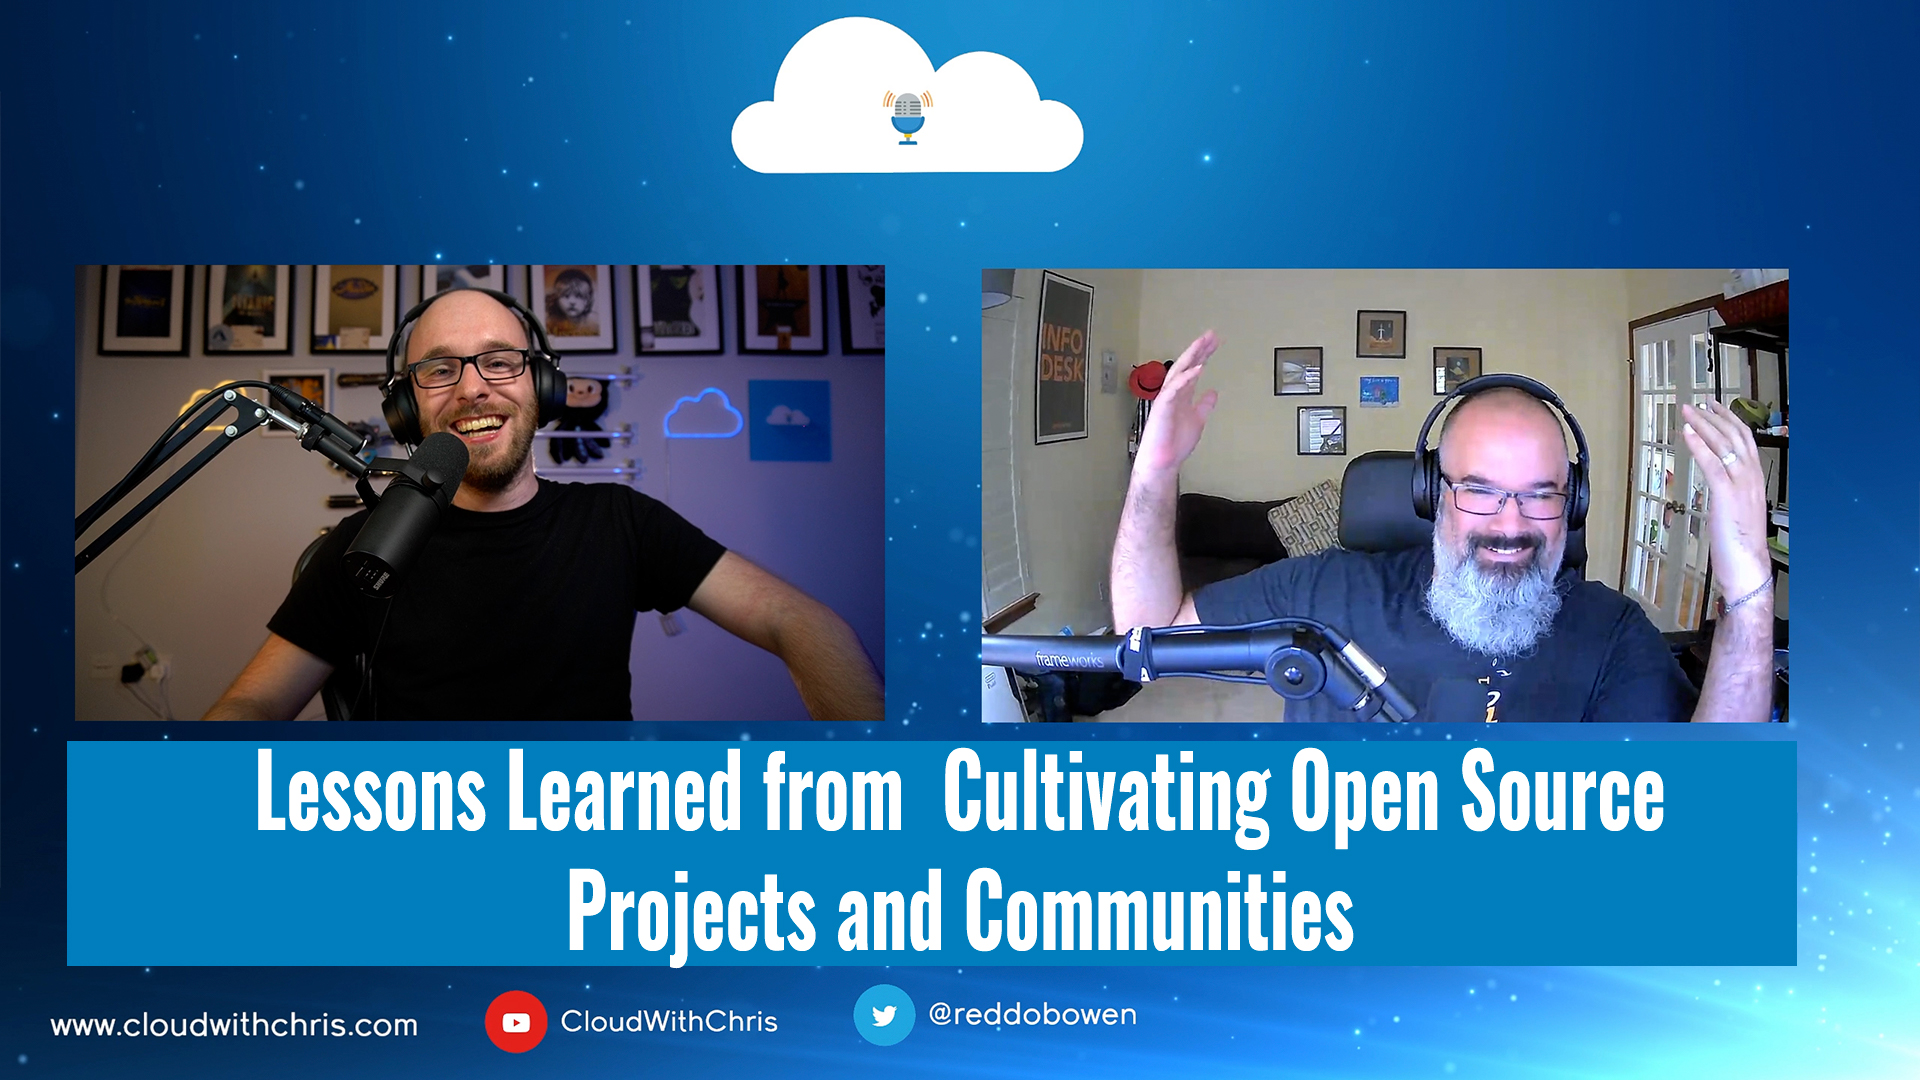 INFO
DESK
frameworks
Lessons Learned from Cultivating Open Source
Projects and Communities
www.cloudwithchris.com
CloudWithChris
@reddobowen